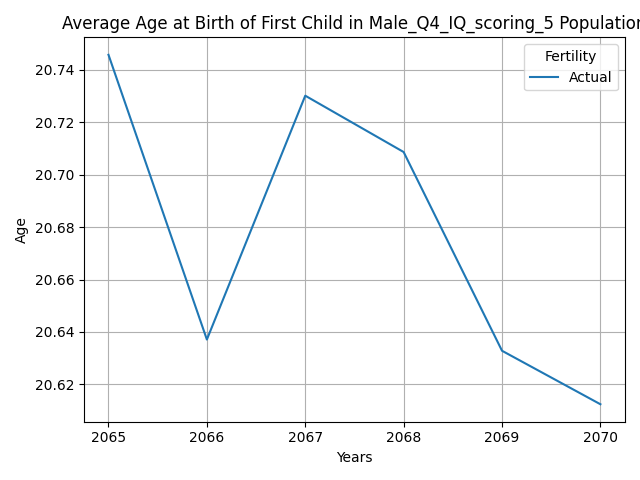 Average Age at Birth of First Child in Male_Q4_IQ_scoring_5 Population
Fertility
Actual
20.74
20.72
20.70
20.68
20.66
20.64
20.62
Age
2065 2066 2067 2068 2069 2070
Years